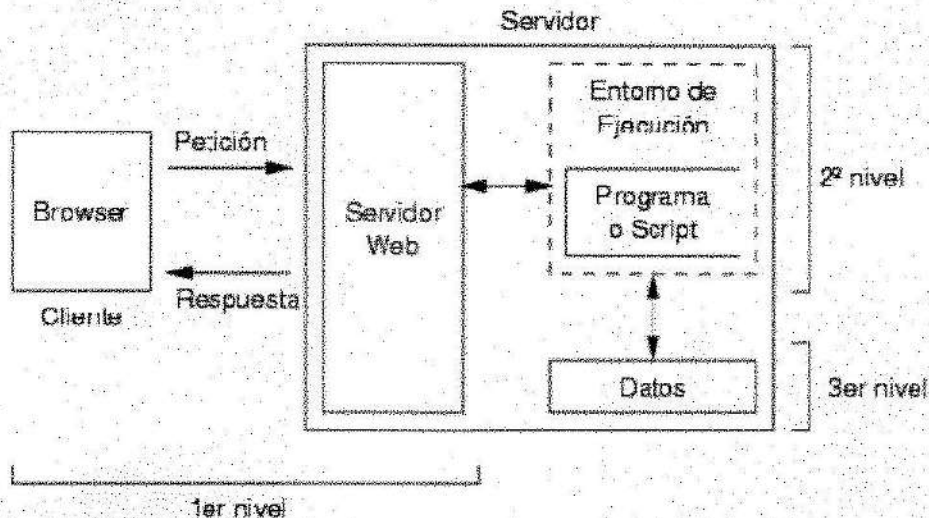 Servidor
Entorno de
Ejecución
Petición
2º nivel
Browser
Servidor
Web
Programa
o Script
Respuesta
Cliente
Datos
3er nivel
1er nivel